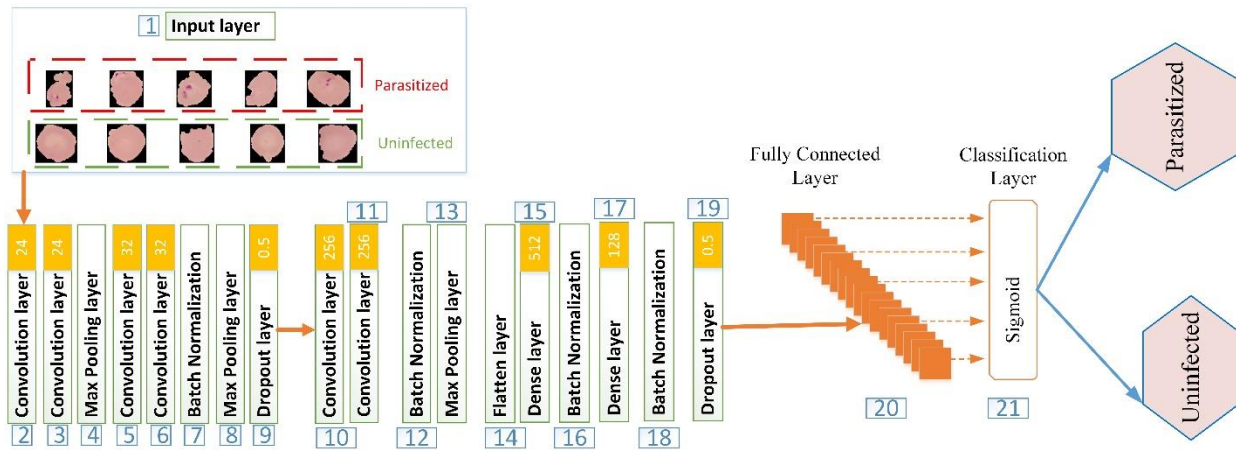 1 Input layer
Parasitized
Uninfected
11
13
15
17
19
24 Convolution layer
24 Convolution layer
Max Pooling layer
32 Convolution layer
32 Convolution layer
Batch Normalization
Max Pooling layer
0.5 Dropout layer
256 Convolution layer
256 Convolution layer
Batch Normalization
Max Pooling layer
Flatten layer
512 Dense layer
Batch Normalization
128 Dense layer
Batch Normalization
0.5 Dropout layer
2
3
4
5
6
7
8
9
10
12
14
16
18
Fully Connected
Layer
20
Classification
Layer
Sigmoid
21
Parasitized
Uninfected